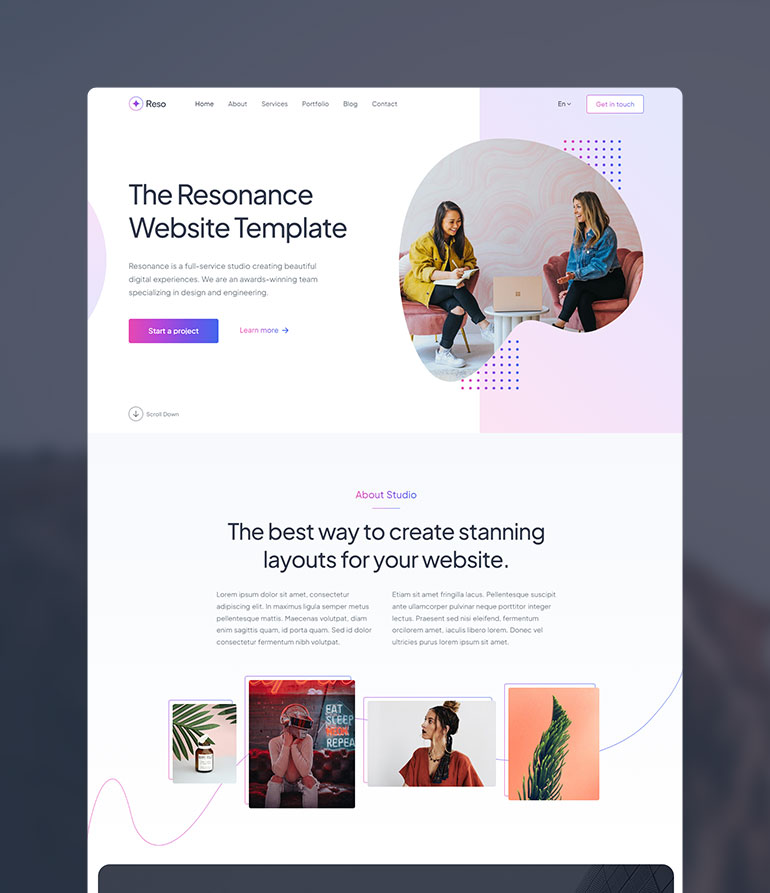 Reso
Home About Services Portfolio Blog Contact
En
Get in touch
The Resonance
Website Template
Resonance is a full-service studio creating beautiful
digital experiences. We are an awards-winning team
specializing in design and engineering.
Start a project
Learn more
Scroll Down
About Studio
The best way to create stanning
layouts for your website.
Lorem ipsum dolor sit amet, consectetur
adipiscing elit. In maximus ligula semper metus
pellentesque mattis. Maecenas volutpat, diam
enim sagittis quam, id porta quam. Sed id dolor
consectetur fermentum nibh volutpat.
Etiam sit amet fringilla lacus. Pellentesque suscipit
ante ullamcorper pulvinar neque porttitor integer
lectus. Praesent sed nisi eleifend, fermentum
orcilorem amet, iaculis libero lorem. Donec vel
ultricies purus lorem ipsum sit amet.
EAT
SLEEP
REPEAT